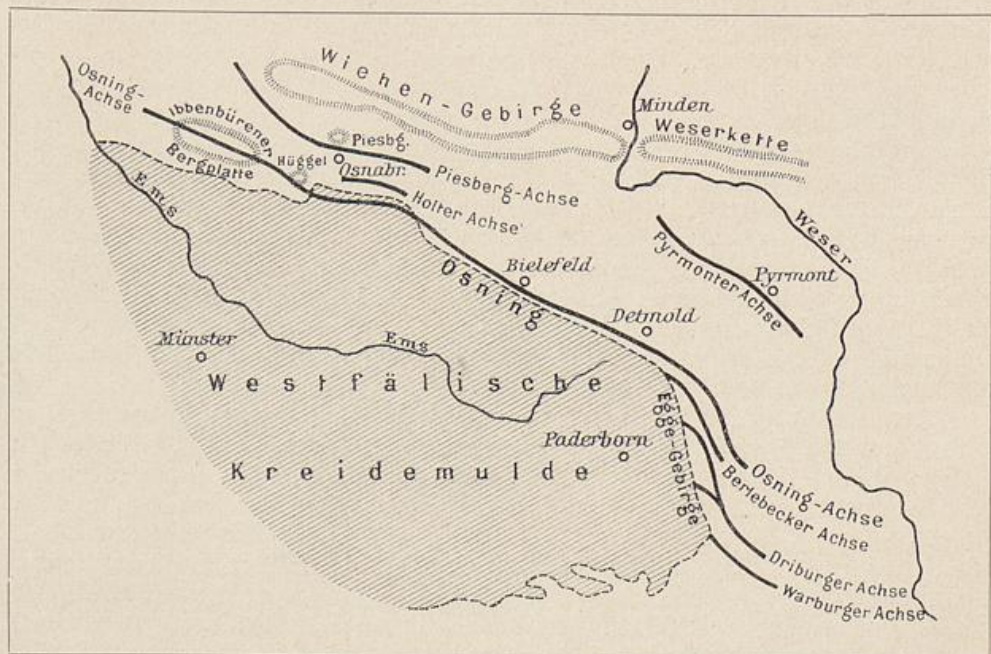 Wiehen-Gebirge
Osning-
Achse
Ibbenbürener
Bergplatte
Hüggel
Piesbg.
Osnabr.
Piesberg-Achse
Holter Achse
Minden
Weserkette
Weser
Ems
Osning
Bielefeld
Detmold
Pyrmonter Achse
Pyrmont
Münster
Ems
Westfälische
Kreidemulde
Paderborn
Egge-Gebirge
Osning-Achse
Berlebecker Achse
Driburger Achse
Warburger Achse